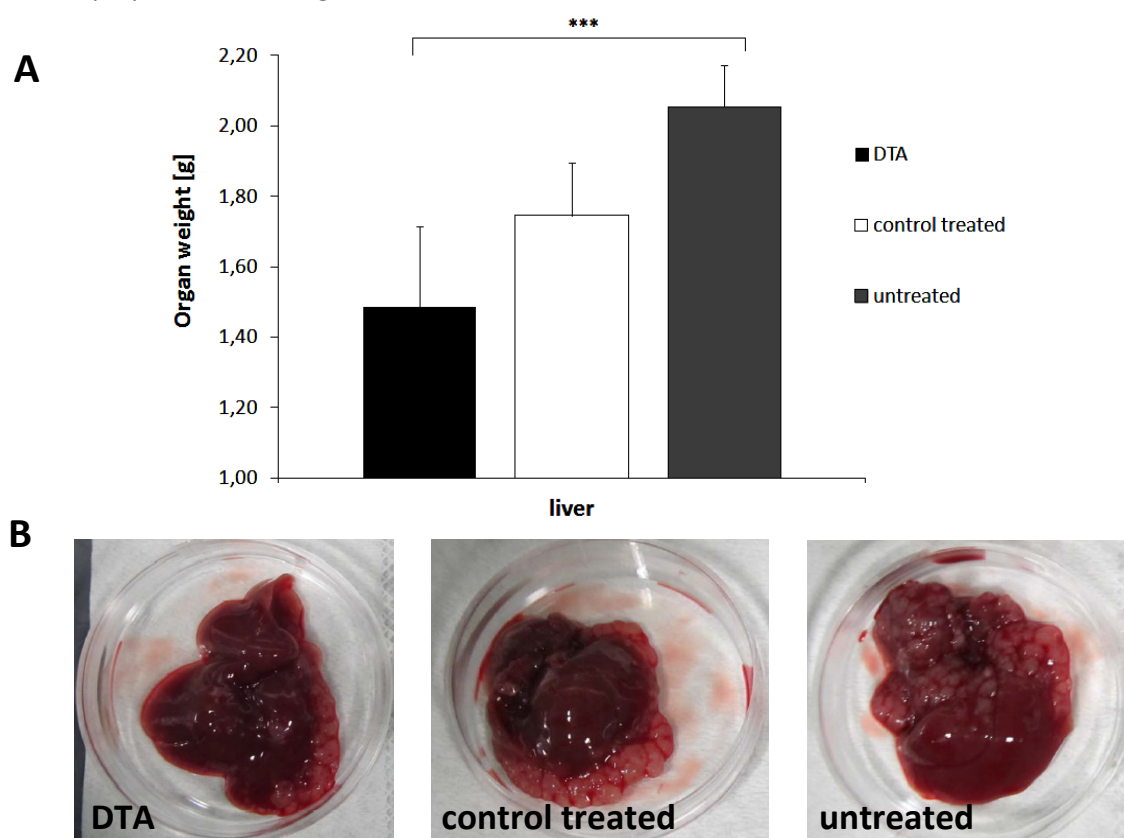 ***
A
2,20
2,00
1,80
1,60
1,40
1,20
1,00
Organ weight [g]
liver
DTA
control treated
untreated
B
DTA
control treated
untreated